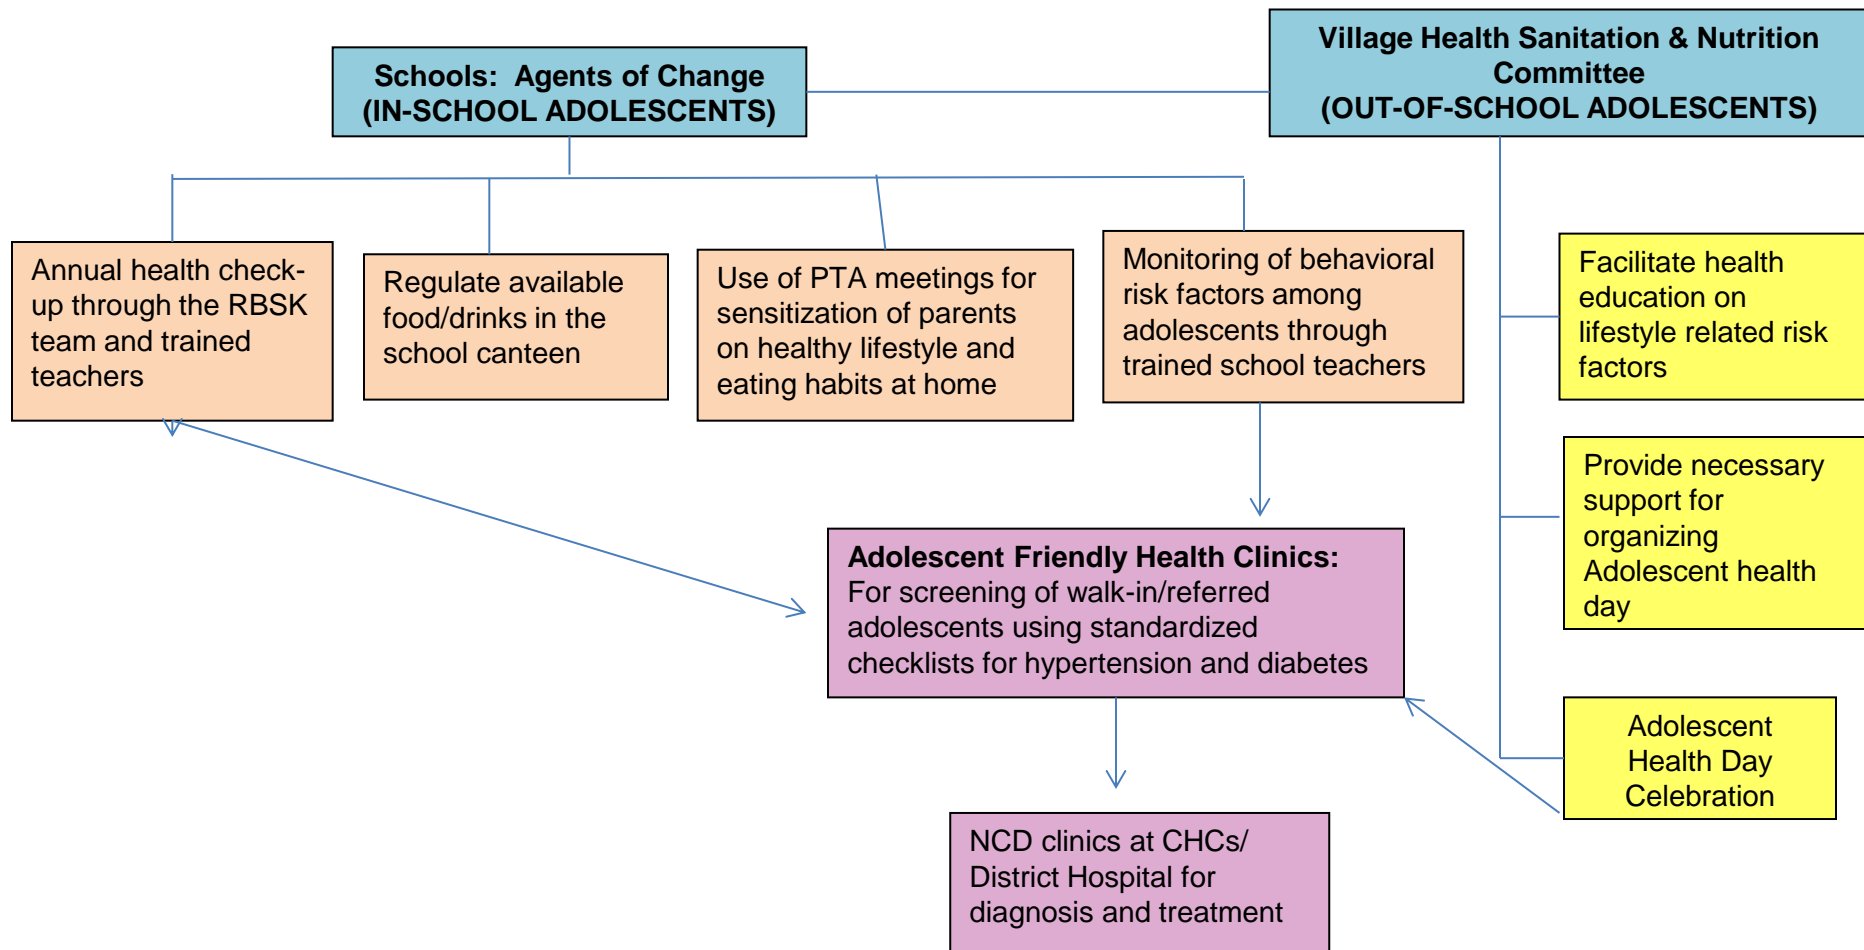 Schools:  Agents of Change
(IN-SCHOOL ADOLESCENTS)
Village Health Sanitation & Nutrition
Committee
(OUT-OF-SCHOOL ADOLESCENTS)
Annual health check-
up through the RBSK
team and trained
teachers
Regulate available
food/drinks in the
school canteen
Use of PTA meetings for
sensitization of parents
on healthy lifestyle and
eating habits at home
Monitoring of behavioral
risk factors among
adolescents through
trained school teachers
Facilitate health
education on
lifestyle related risk
factors
Provide necessary
support for
organizing
Adolescent health
day
Adolescent Friendly Health Clinics:
For screening of walk-in/referred
adolescents using standardized
checklists for hypertension and diabetes
Adolescent
Health Day
Celebration
NCD clinics at CHCs/
District Hospital for
diagnosis and treatment